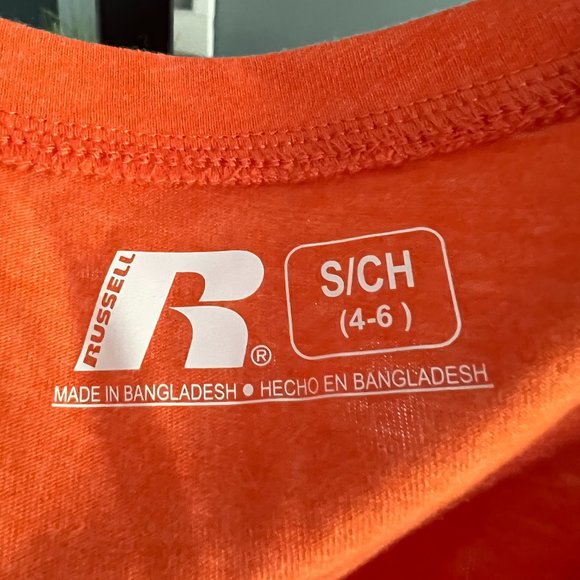 RUSSELL
R®
S/CH
(4-6 )
MADE IN BANGLADESH ● HECHO EN BANGLADESH